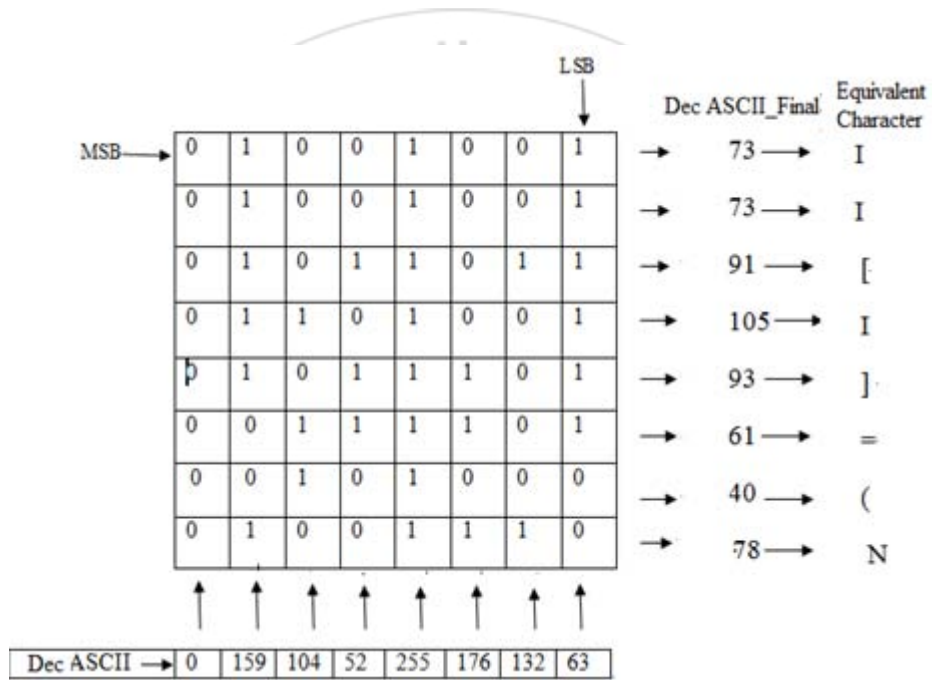 LSB
Dec ASCII_Final Equivalent Character
MSB 0 1 0 0 1 0 0 1 73 I
0 1 0 0 1 0 0 1 73 I
0 1 0 1 1 0 1 1 91 [
0 1 1 0 1 0 0 1 105 I
0 1 0 1 1 1 0 1 93 ]
0 0 1 1 1 1 0 1 61 =
0 0 1 0 1 0 0 0 40 (
0 1 0 0 1 1 1 0 78 N
Dec ASCII 0 159 104 52 255 176 132 63